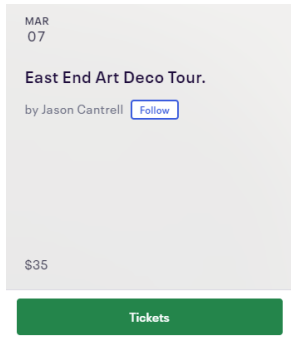 MAR
07
East End Art Deco Tour.
by Jason Cantrell Follow
$35
Tickets